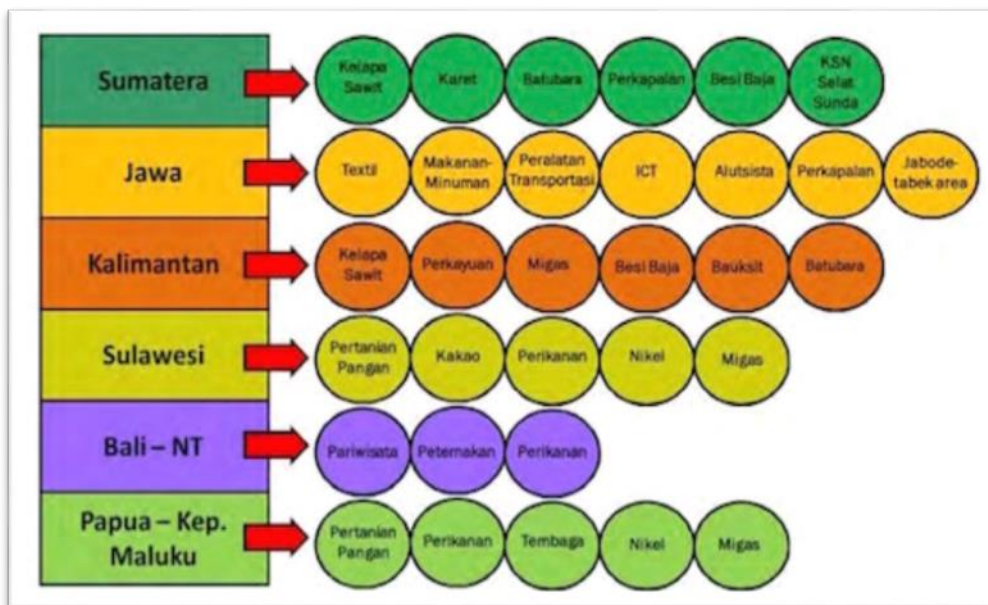 Sumatera
Kelapa
Sawit
Karet
Batubara
Perkapalan
Besi Baja
KSN
Selat
Sunda
Jawa
Textil
Makanan-
Minuman
Peralatan
Transportasi
ICT
Alutsista
Perkapalan
Jabode-
tabek area
Kalimantan
Kelapa
Sawit
Perkayuan
Migas
Besi Baja
Bauksit
Batubara
Sulawesi
Pertanian
Pangan
Kakao
Perikanan
Nikel
Migas
Bali – NT
Pariwisata
Peternakan
Perikanan
Papua – Kep.
Maluku
Pertanian
Pangan
Perikanan
Tembaga
Nikel
Migas